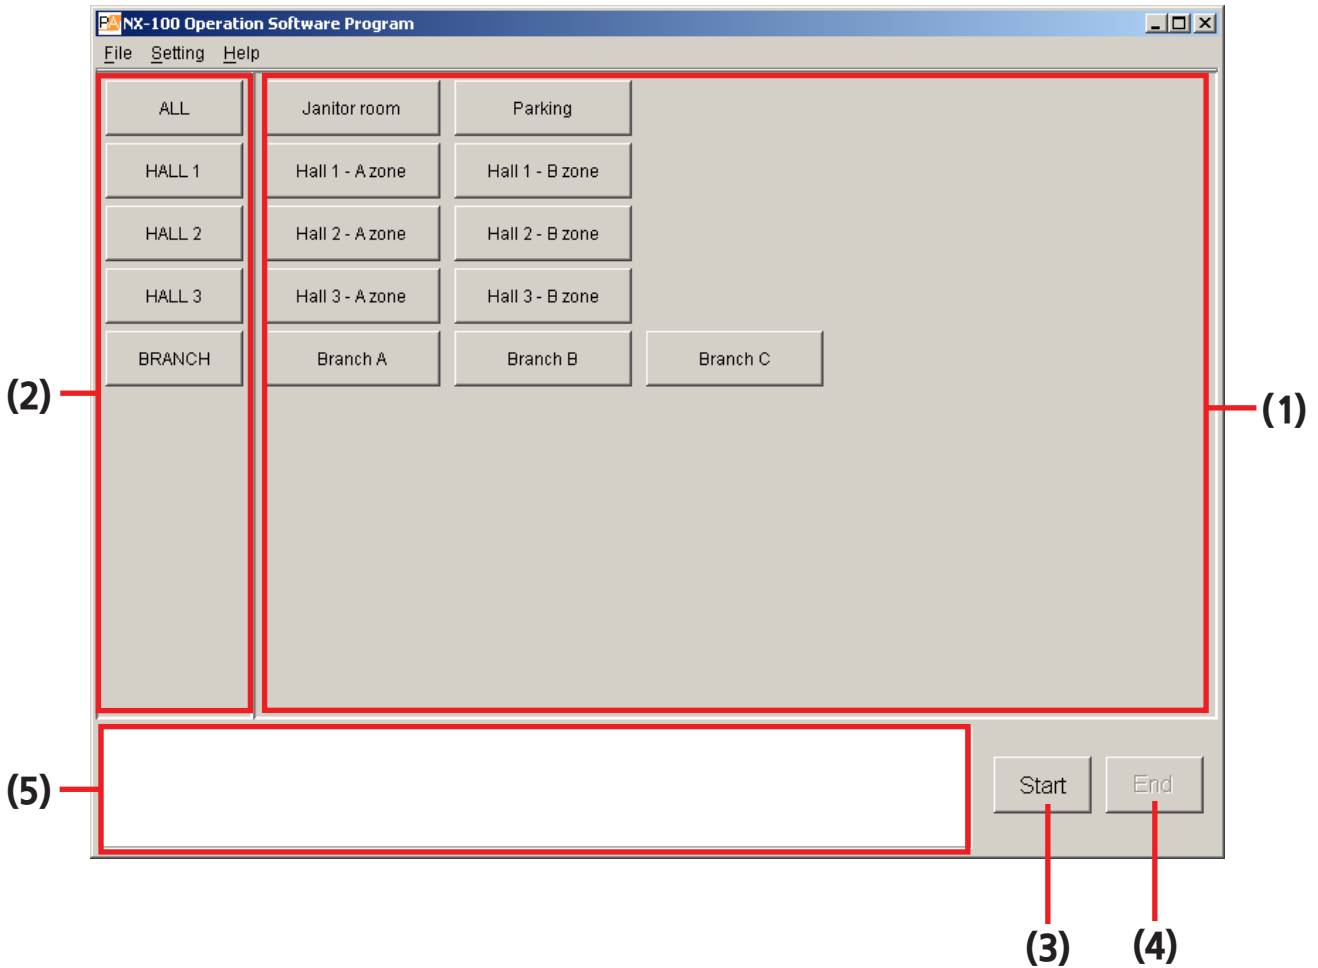 PA NX-100 Operation Software Program
File Setting Help
ALL Janitor room Parking
HALL 1 Hall 1 - A zone Hall 1 - B zone
HALL 2 Hall 2 - A zone Hall 2 - B zone
HALL 3 Hall 3 - A zone Hall 3 - B zone
BRANCH Branch A Branch B Branch C
(2)
(1)
(5)
Start End
(3) (4)